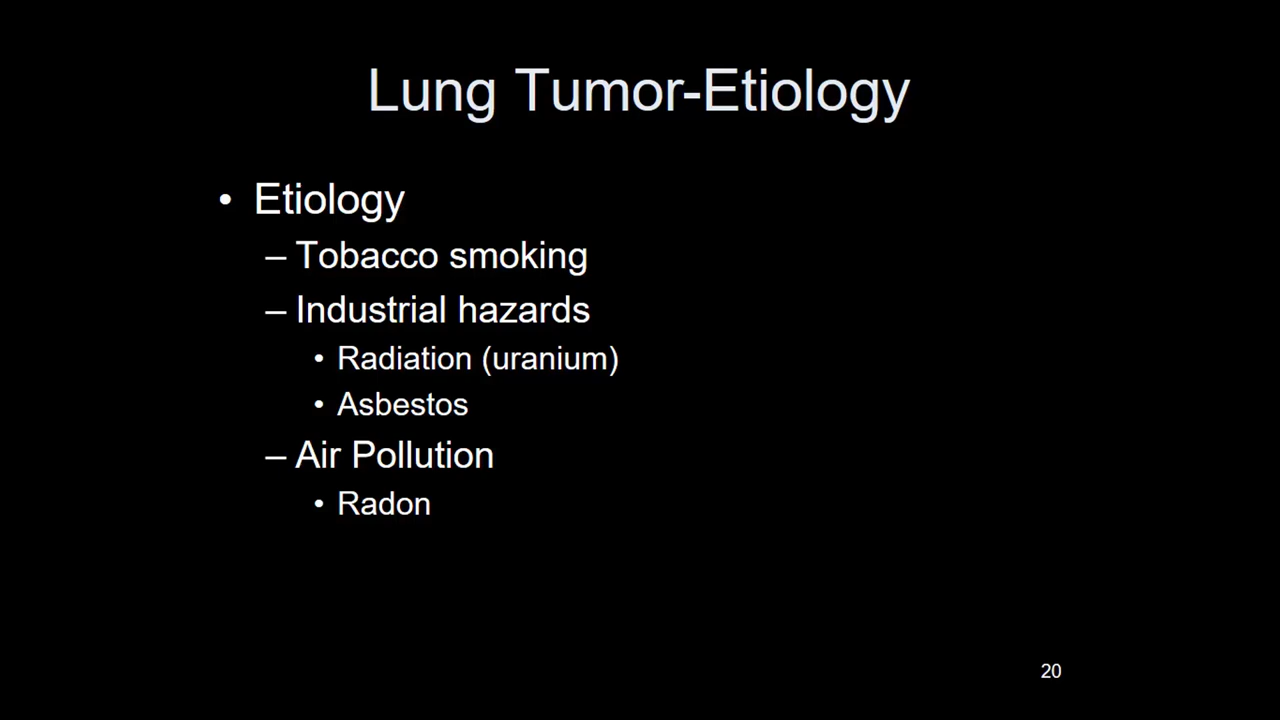 Lung Tumor-Etiology
• Etiology
– Tobacco smoking
– Industrial hazards
• Radiation (uranium)
• Asbestos
– Air Pollution
• Radon
20